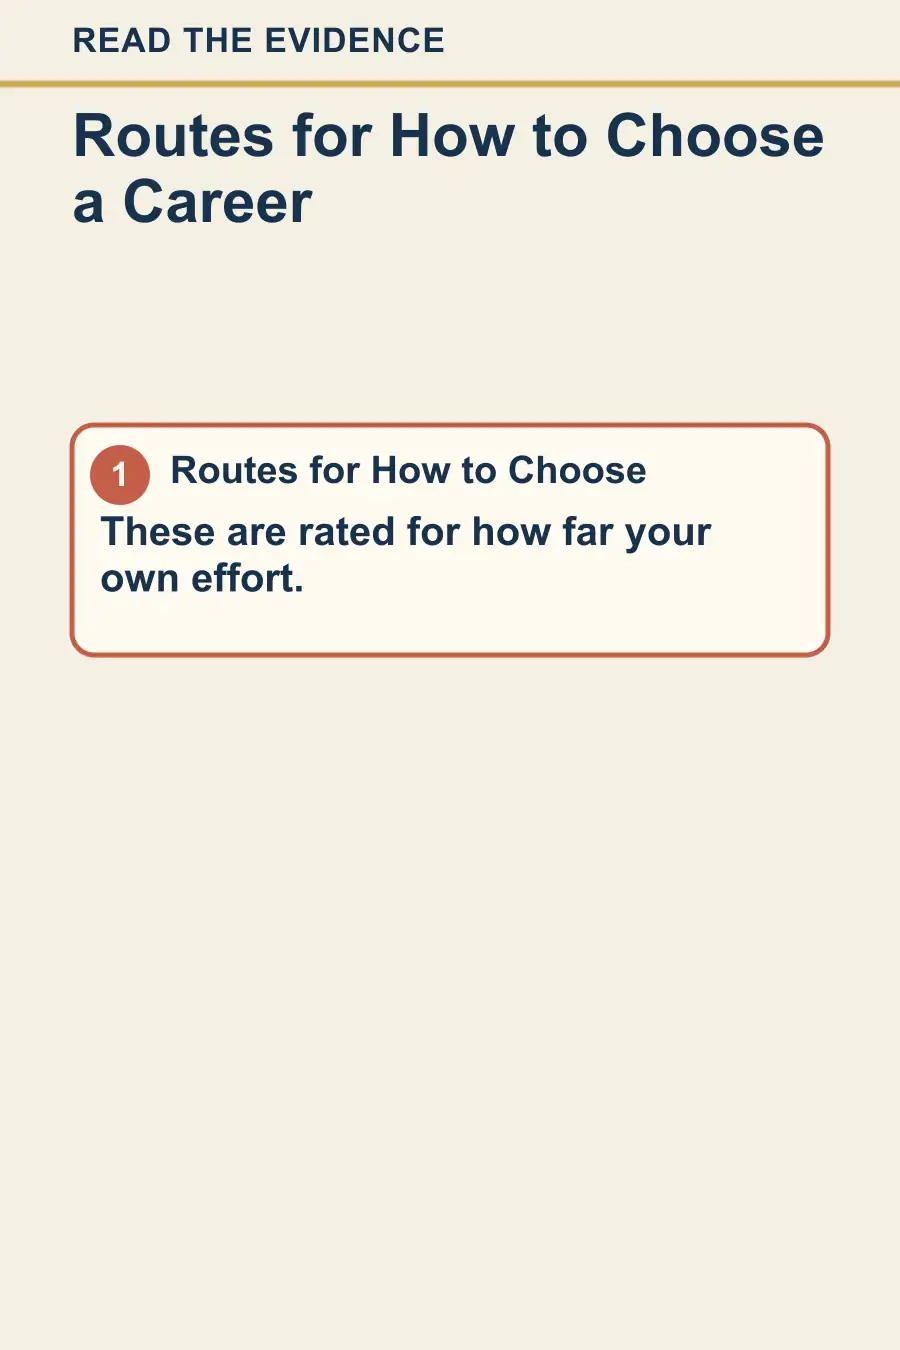 READ THE EVIDENCE
Routes for How to Choose
a Career
1 Routes for How to Choose
These are rated for how far your
own effort.